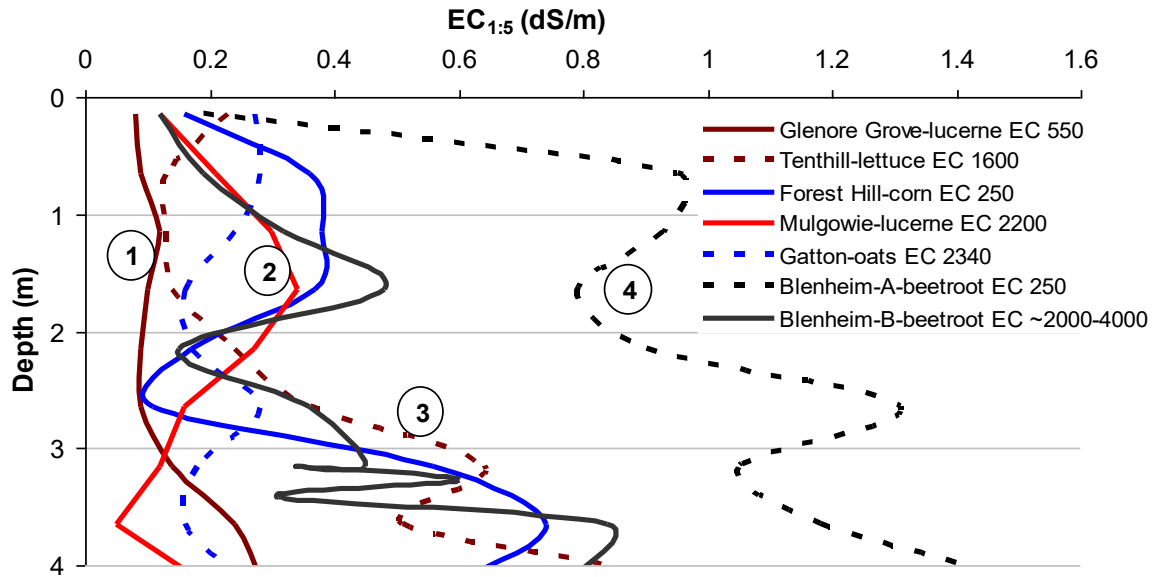 EC1:5 (dS/m)
0 0.2 0.4 0.6 0.8 1 1.2 1.4 1.6
0
1
2
3
4
Depth (m)
Glenore Grove-lucerne EC 550
Tenthill-lettuce EC 1600
Forest Hill-corn EC 250
Mulgowie-lucerne EC 2200
Gatton-oats EC 2340
Blenheim-A-beetroot EC 250
Blenheim-B-beetroot EC ~2000-4000
1
2
3
4